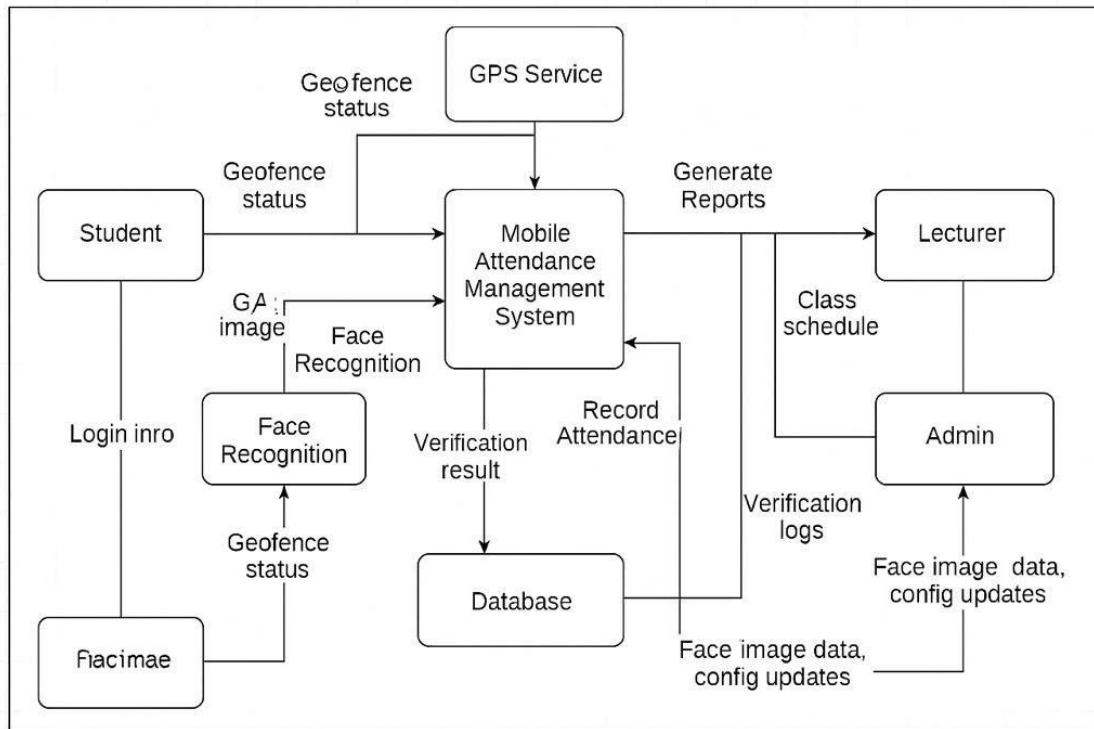 GPS Service
Geofence
status
Geofence
status
Generate
Reports
Student
Mobile
Attendance
Management
System
Lecturer
Class
schedule
image
Face
Recognition
Login inro
Face
Recognition
Verification
result
Record
Attendance
Admin
Verification
logs
Geofence
status
Database
Face image data,
config updates
Face image data,
config updates